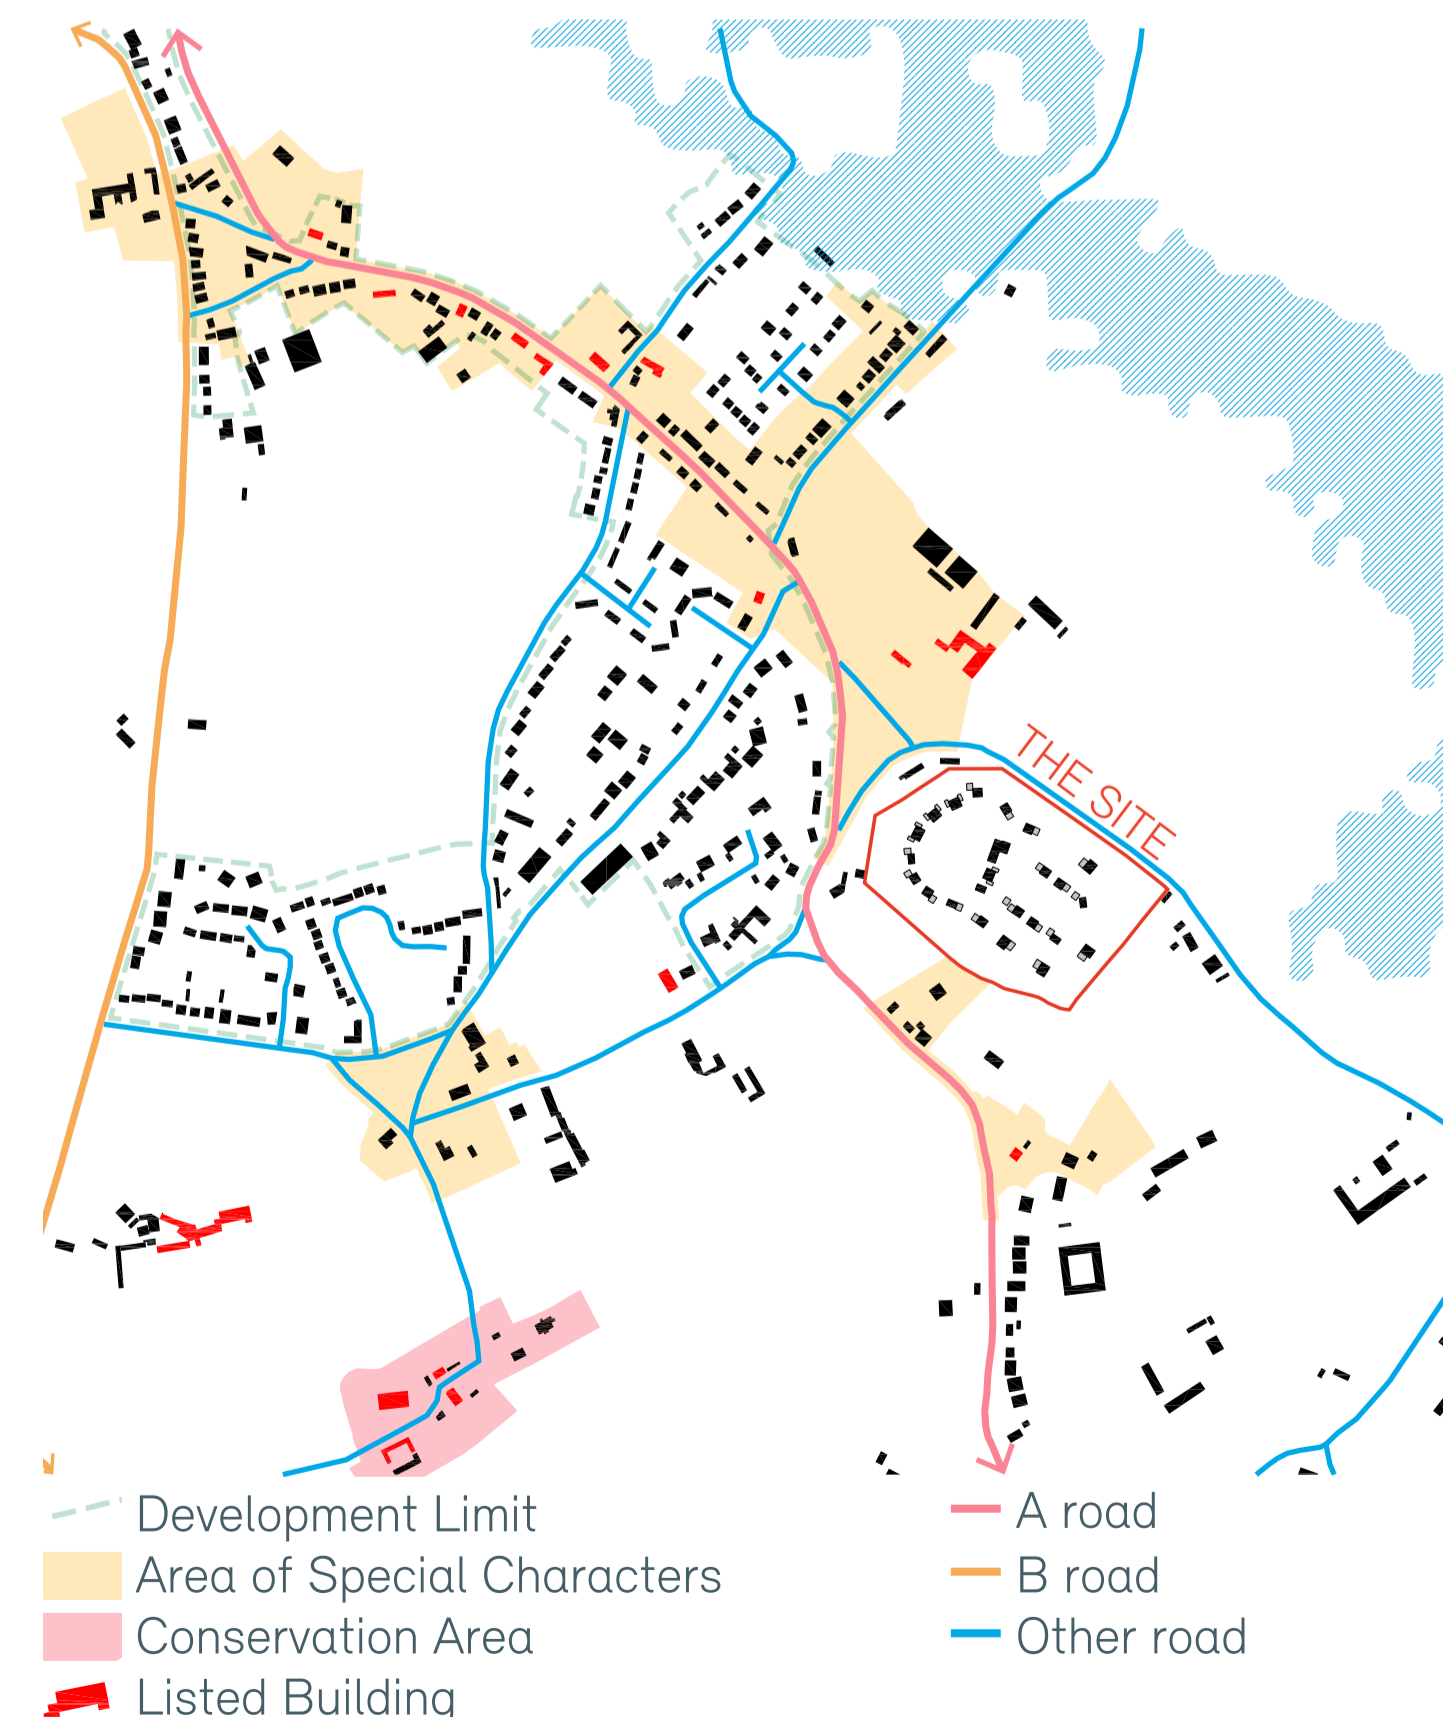 THE SITE
Development Limit
Area of Special Characters
Conservation Area
Listed Building
A road
B road
Other road